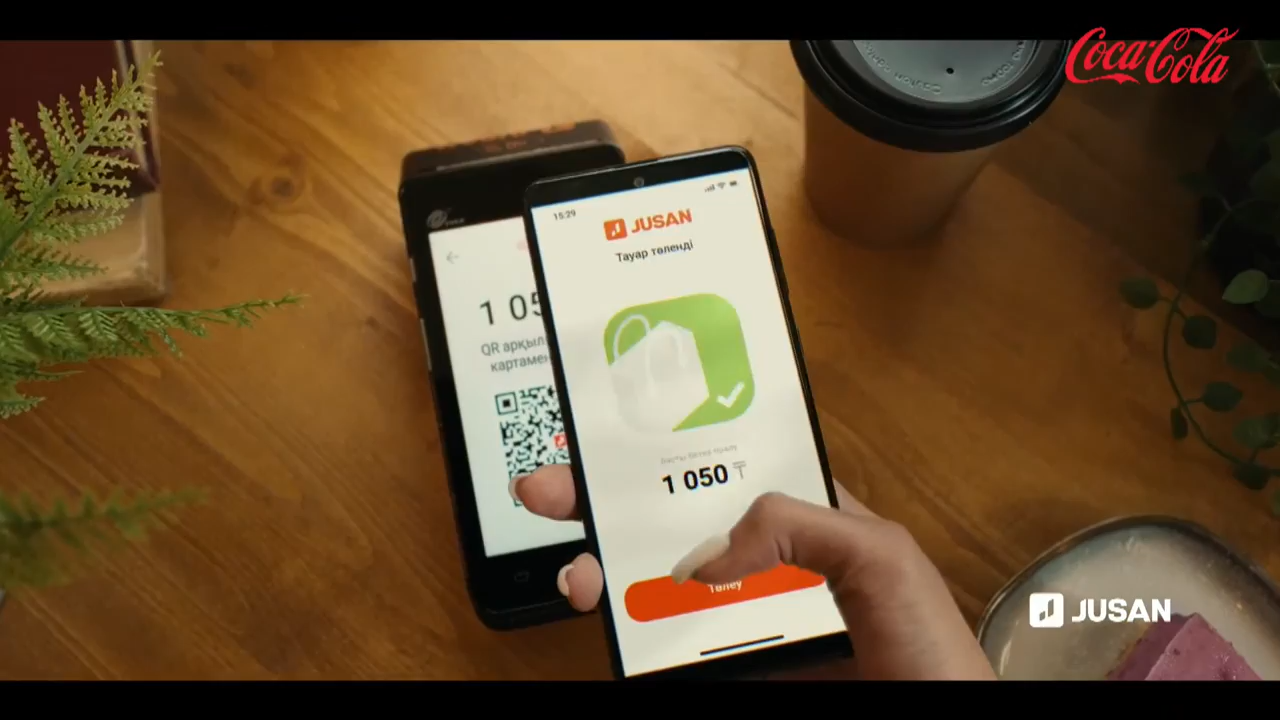 Coca-Cola
15:29
JUSAN
Тауар төленді
1 05
QR арқыл
картамен
1 050 ₸
Төлеу
JUSAN